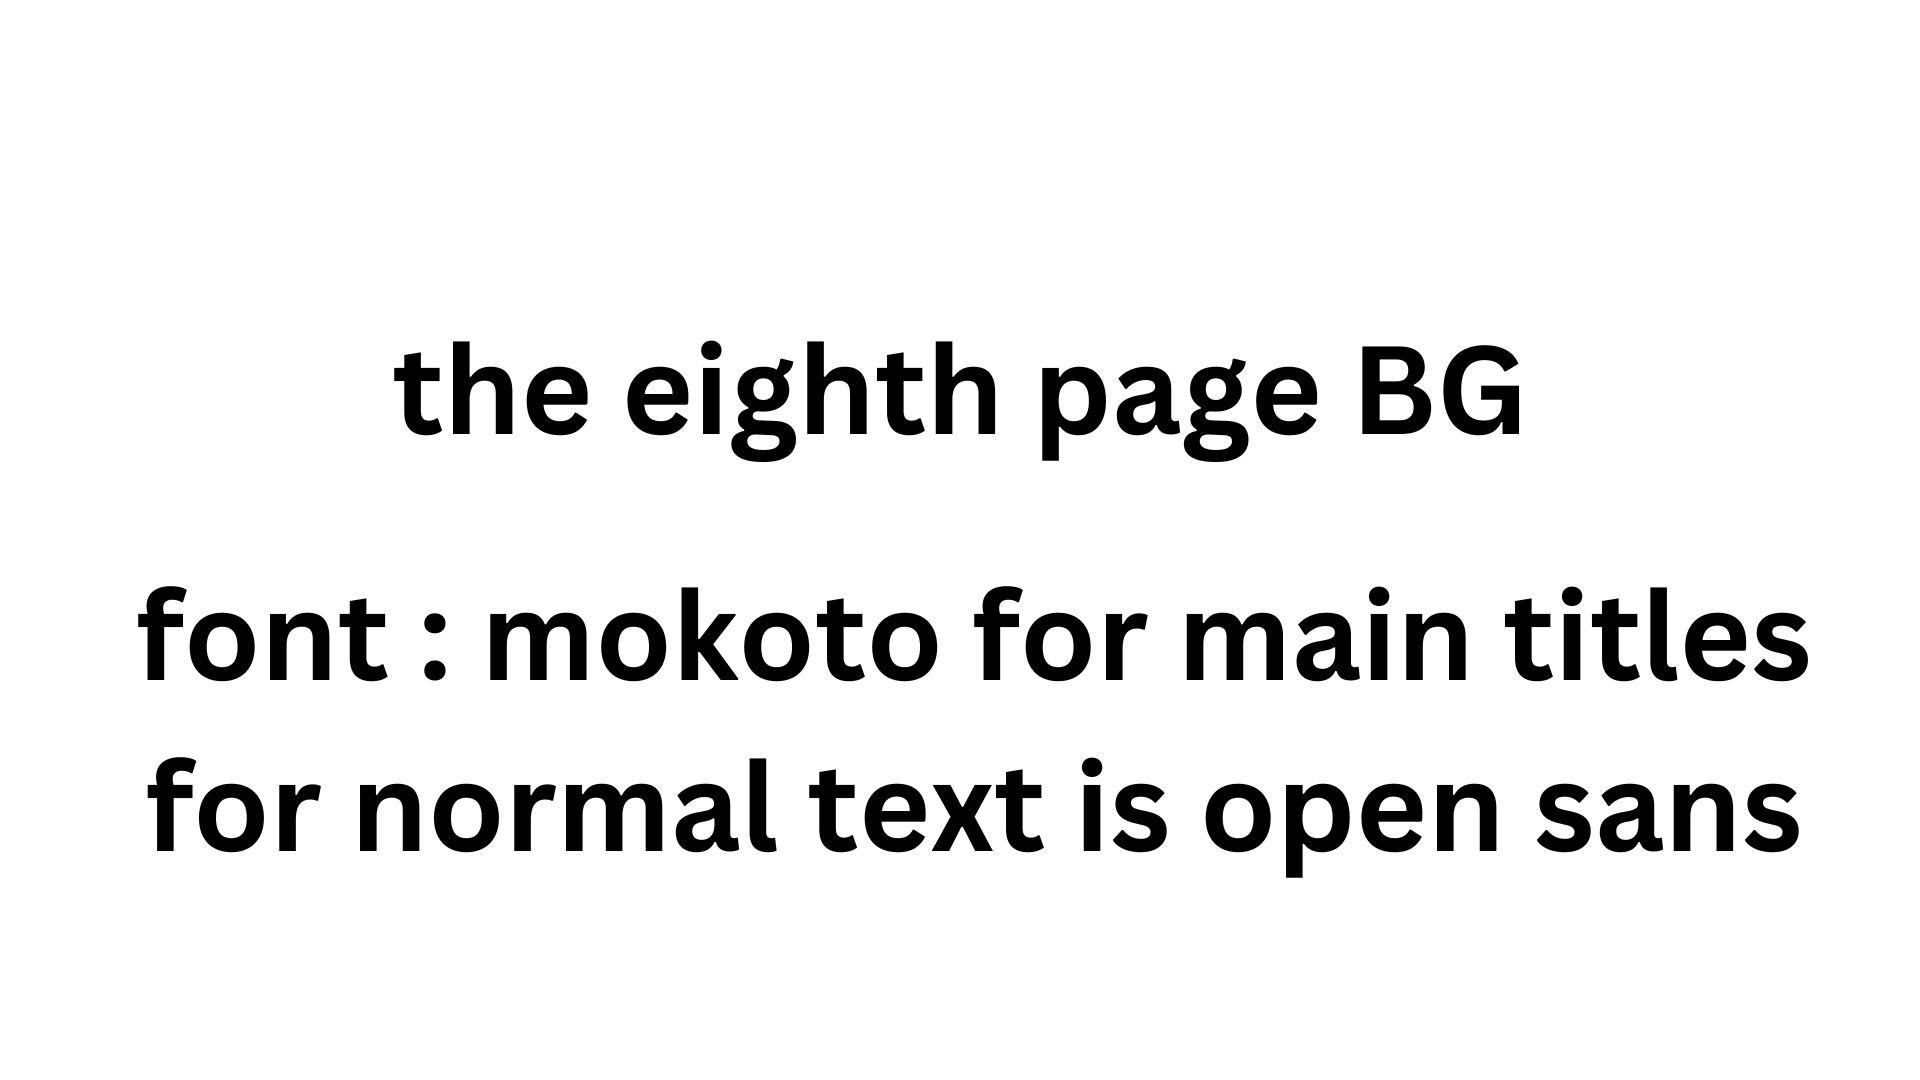 the eighth page BG
font : mokoto for main titles
for normal text is open sans